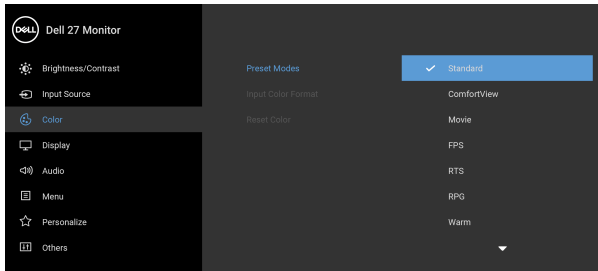 DELL Dell 27 Monitor
Brightness/Contrast
Input Source
Color
Display
Audio
Menu
Personalize
Others
Preset Modes
Input Color Format
Reset Color
Standard
ComfortView
Movie
FPS
RTS
RPG
Warm